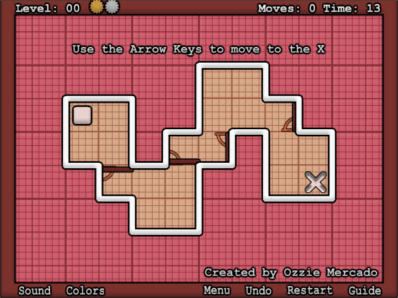 Level: 00 Moves: 0 Time: 13
Use the Arrow Keys to move to the X
Created by Ozzie Mercado
Sound Colors Menu Undo Restart Guide